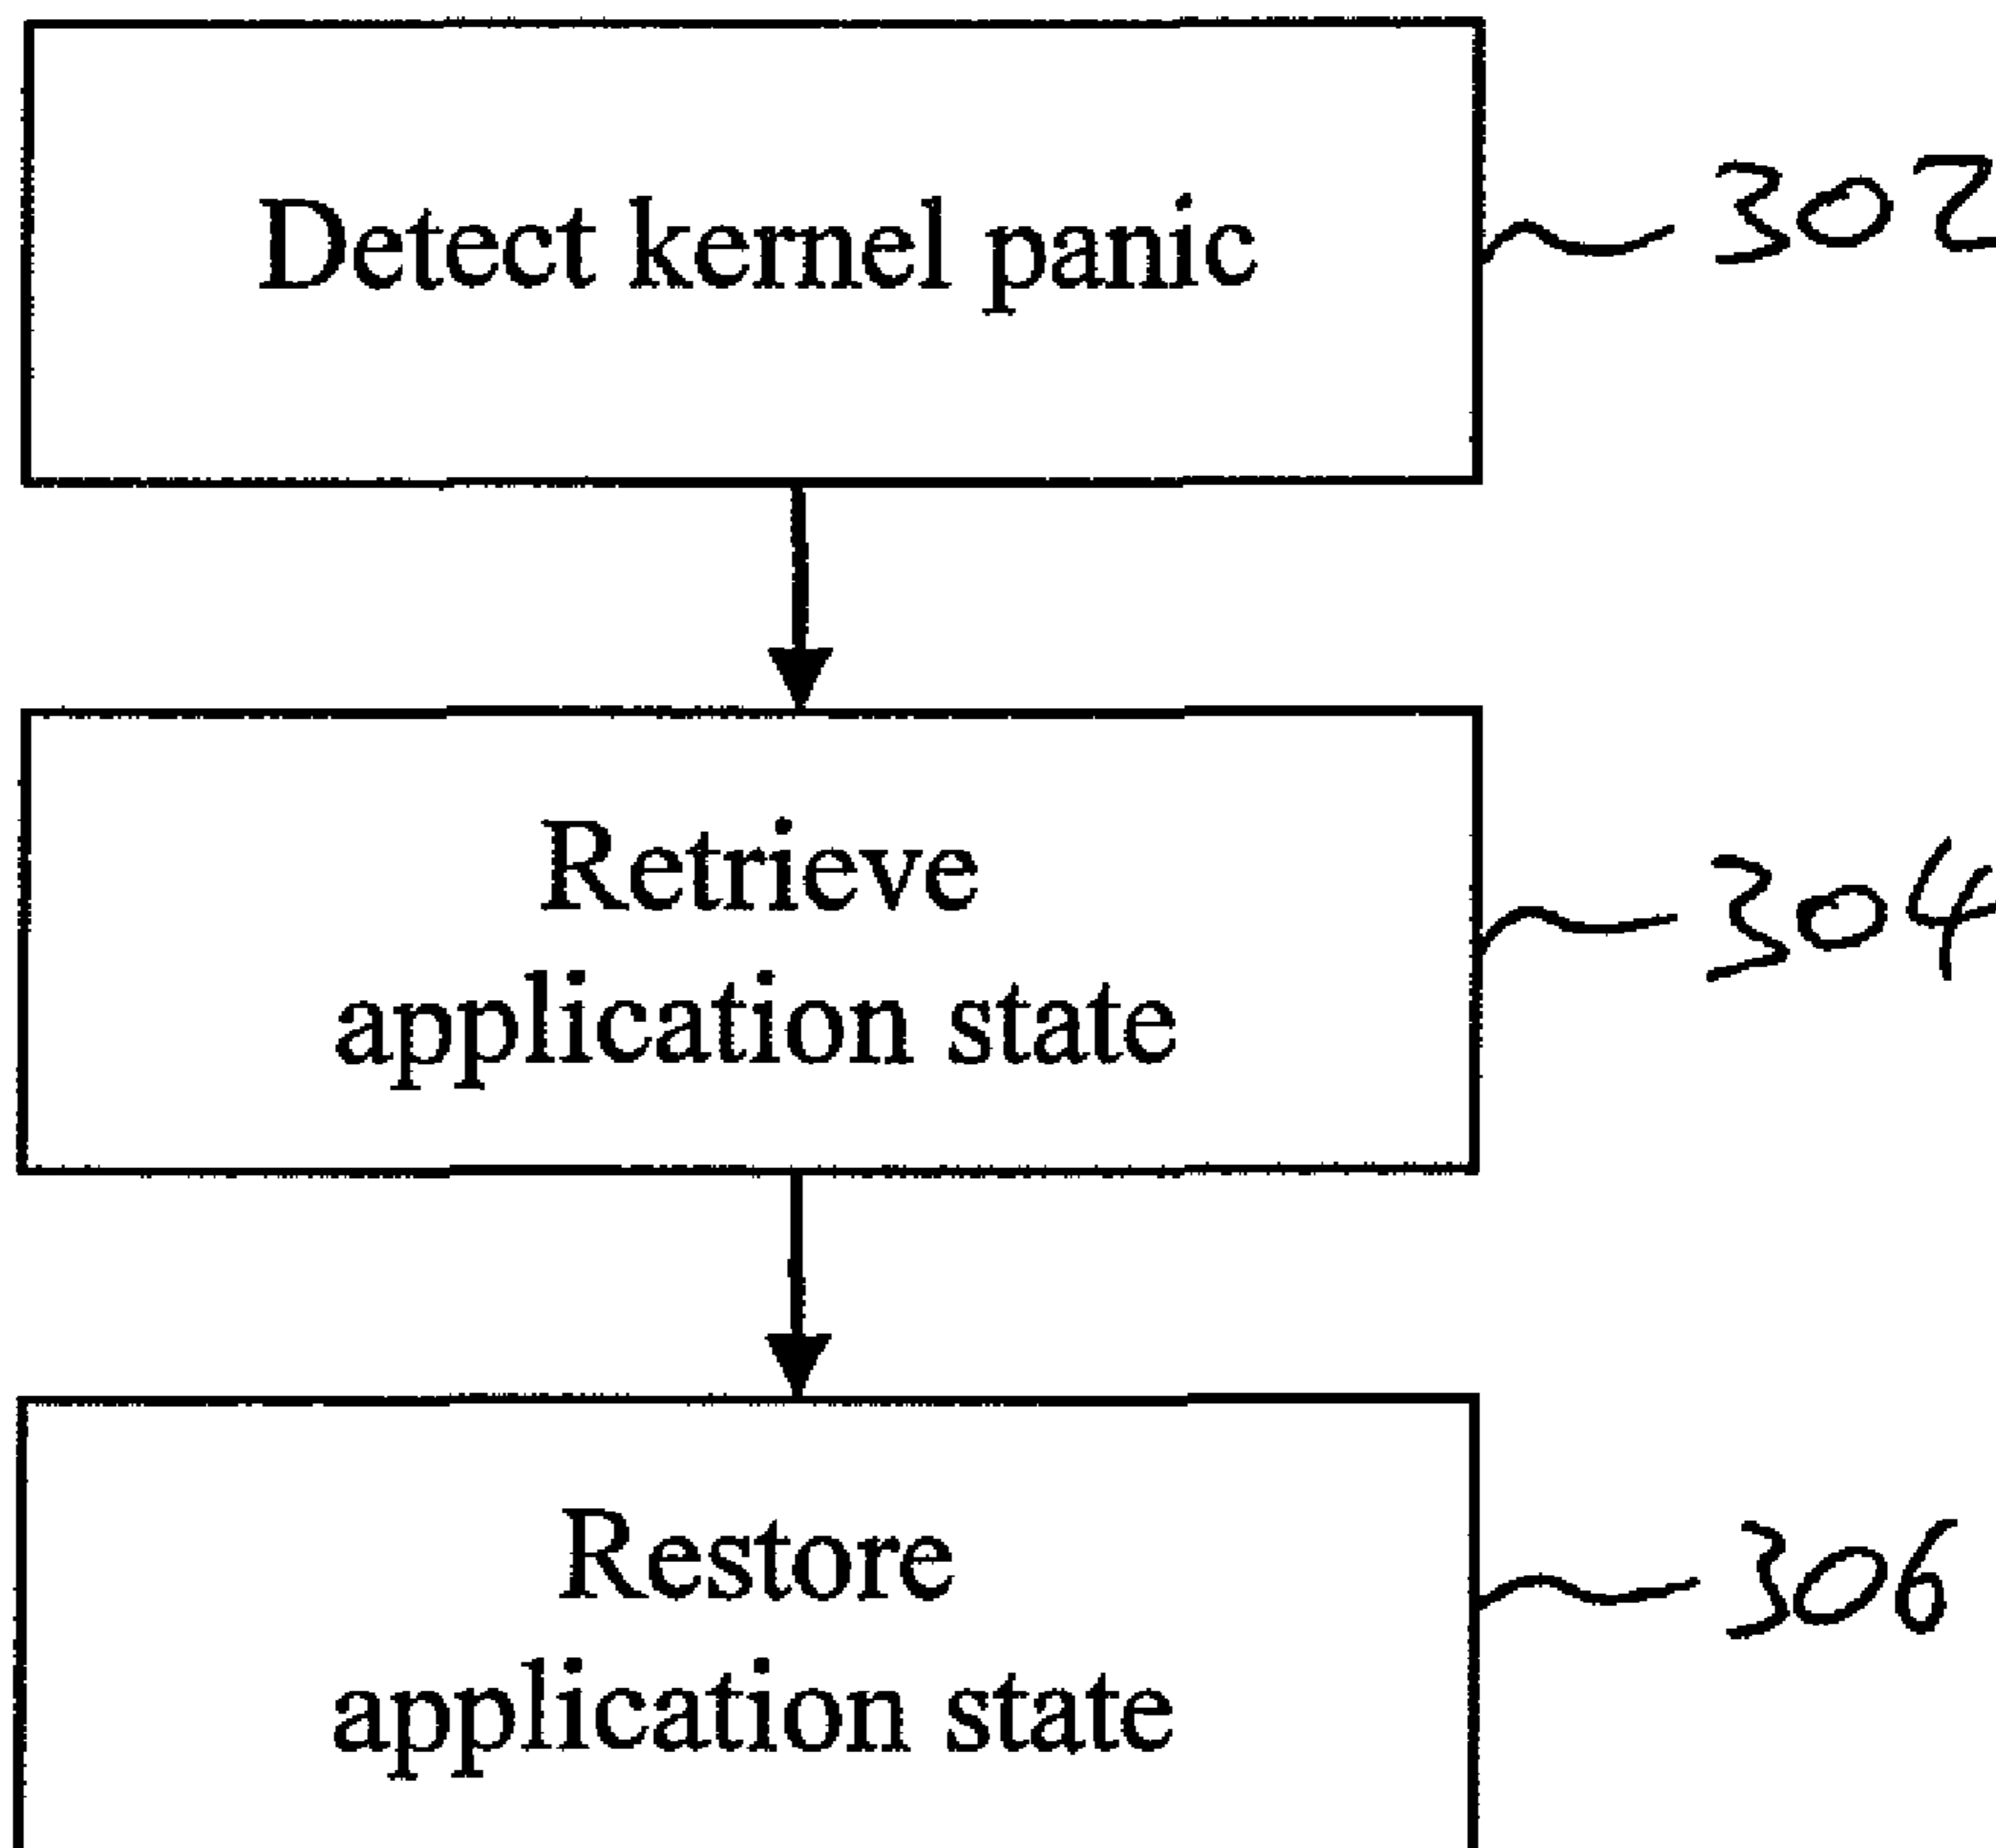 Detect kernel panic
302
Retrieve
application state
304
Restore
application state
306